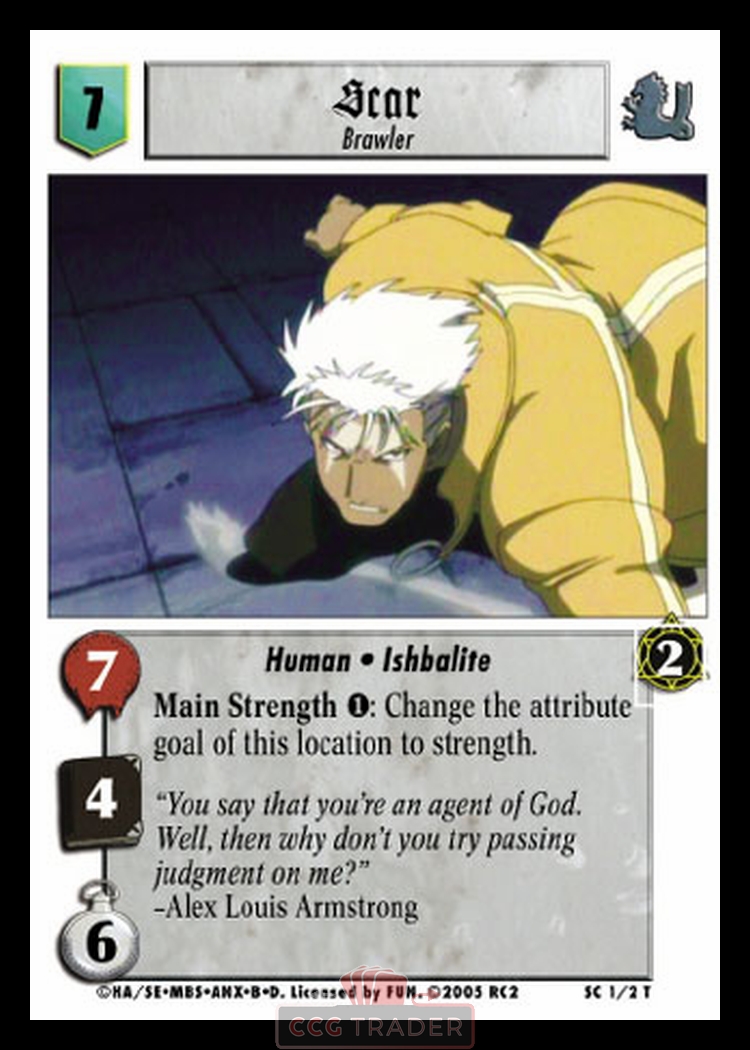 7
Scar
Brawler
7
Human • Ishbalite
2
Main Strength ❶: Change the attribute
goal of this location to strength.
4
“You say that you’re an agent of God.
Well, then why don’t you try passing
judgment on me?”
–Alex Louis Armstrong
6
©HA/SE•MBS•ANX•B•D. Licensed by FUN. ©2005 RC2
SC 1/2 T
CCG TRADER